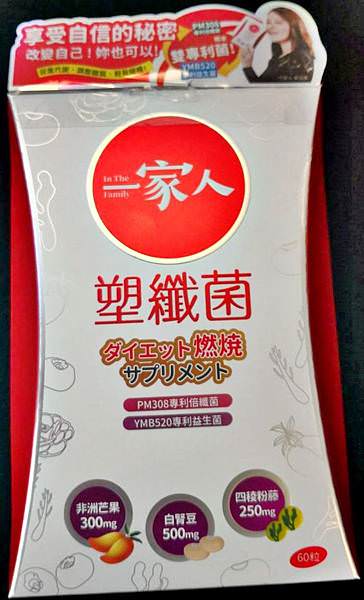 享受自信的秘密
改變自己！妳也可以！
PM308
雙專利菌！
YMB520
In The
Family
一家人
塑纖菌
ダイエット燃焼
サプリメント
PM308專利倍纖菌
YMB520專利益生菌
非洲芒果
300mg
白腎豆
500mg
四稜粉藤
250mg
60粒